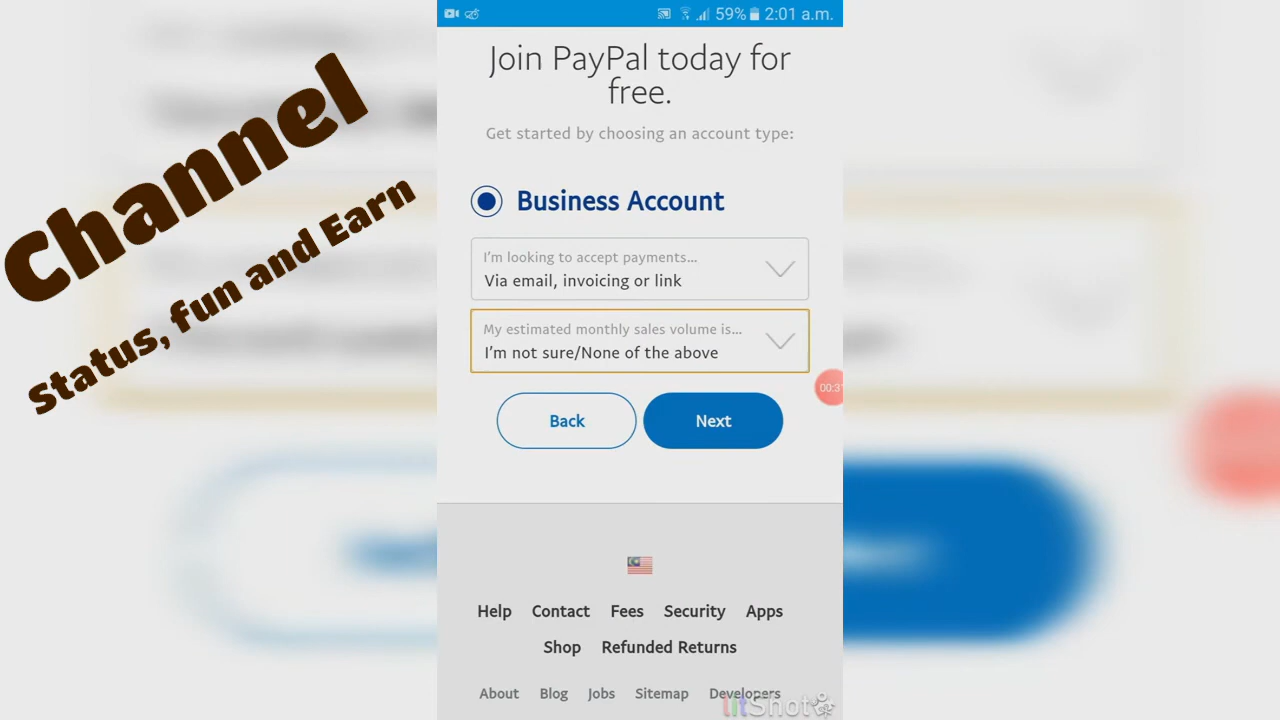 59% 2:01 a.m.
Join PayPal today for
free.
Get started by choosing an account type:
Business Account
I'm looking to accept payments...
Via email, invoicing or link
My estimated monthly sales volume is...
I'm not sure/None of the above
Back Next
Help Contact Fees Security Apps
Shop Refunded Returns
About Blog Jobs Sitemap Developers
litShot
Channel
Status, fun and Earn